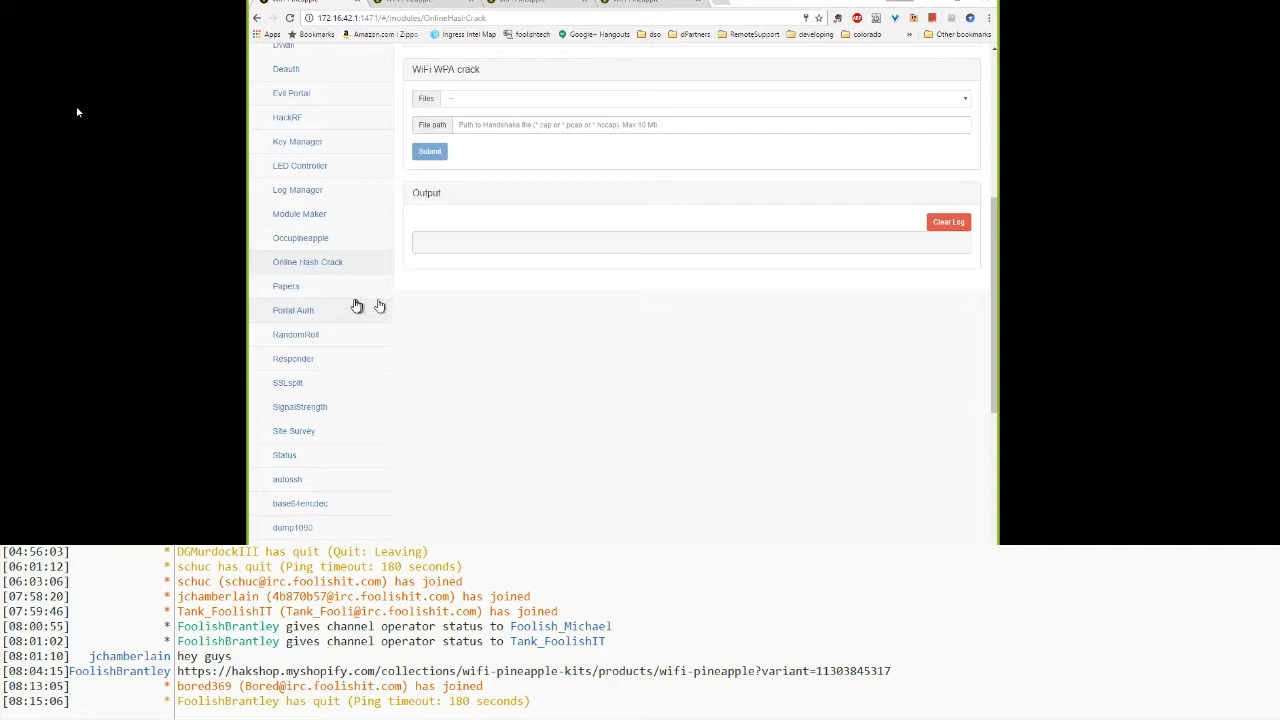 172.16.42.1:1471/#/modules/OnlineHashCrack
Apps Bookmarks Amazon.com : Zippo Ingress Intel Map foolishtech Google+ Hangouts dso dPartners RemoteSupport developing colorado » Other bookmarks
DWall
Deauth
Evil Portal
HackRF
Key Manager
LED Controller
Log Manager
Module Maker
Occupineapple
Online Hash Crack
Papers
Portal Auth
RandomRoll
Responder
SSLsplit
SignalStrength
Site Survey
Status
autossh
base64encdec
dump1090
WiFi WPA crack
Files --
File path Path to Handshake file (*.cap or *.pcap or *.hccap). Max 10 Mb.
Submit
Output
Clear Log
[04:56:03] * DGMurdockIII has quit (Quit: Leaving)
[06:01:12] * schuc has quit (Ping timeout: 180 seconds)
[06:03:06] * schuc (schuc@irc.foolishit.com) has joined
[07:58:20] * jchamberlain (4b870b57@irc.foolishit.com) has joined
[07:59:46] * Tank_FoolishIT (Tank_Fooli@irc.foolishit.com) has joined
[08:00:55] * FoolishBrantley gives channel operator status to Foolish_Michael
[08:01:02] * FoolishBrantley gives channel operator status to Tank_FoolishIT
[08:01:10] jchamberlain hey guys
[08:04:15] FoolishBrantley https://hakshop.myshopify.com/collections/wifi-pineapple-kits/products/wifi-pineapple?variant=11303845317
[08:13:05] * bored369 (Bored@irc.foolishit.com) has joined
[08:15:06] * FoolishBrantley has quit (Ping timeout: 180 seconds)